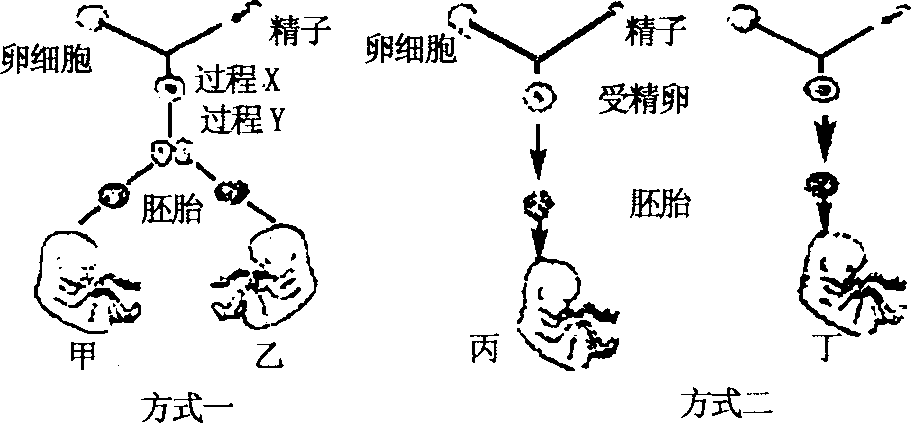 卵细胞 精子 卵细胞 精子
过程X 受精卵
过程Y
胚胎 胚胎
甲 乙 丙 丁
方式一 方式二